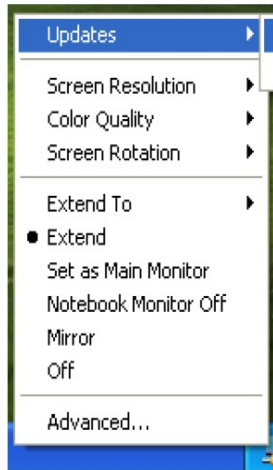 Updates
Screen Resolution
Color Quality
Screen Rotation
Extend To
Extend
Set as Main Monitor
Notebook Monitor Off
Mirror
Off
Advanced...